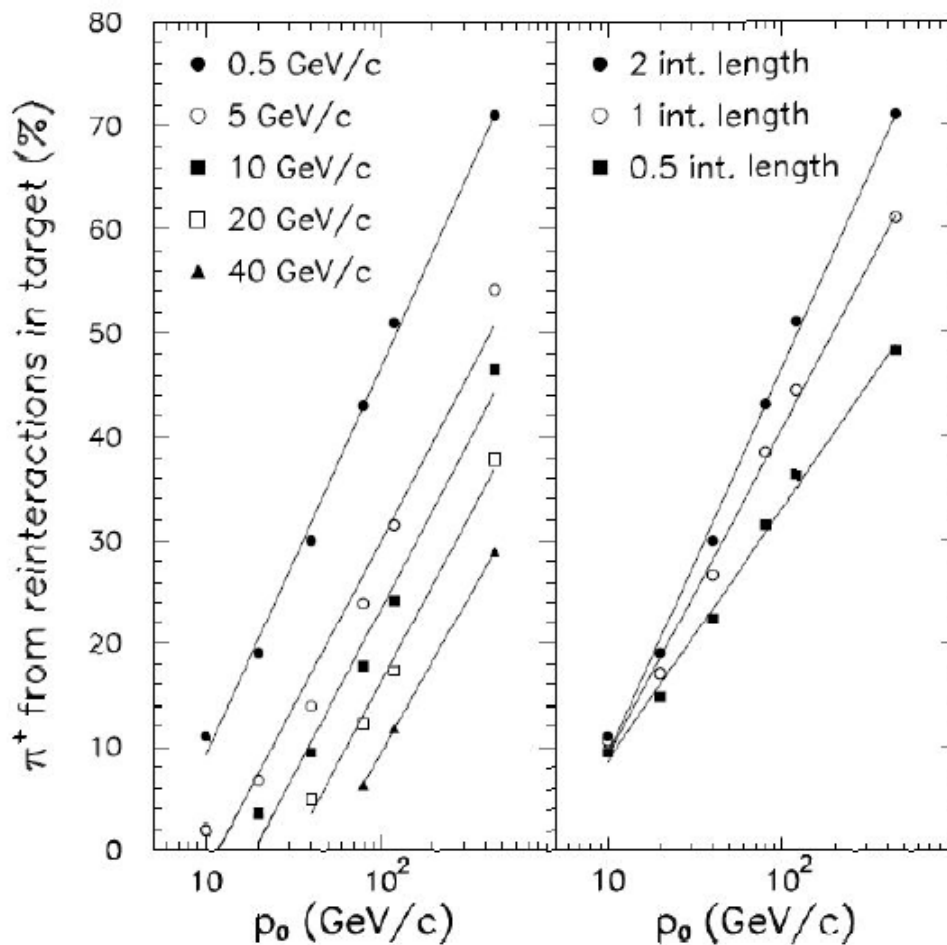 π⁺ from reinteractions in target (%)
80
70
60
50
40
30
20
10
0
● 0.5 GeV/c
○ 5 GeV/c
■ 10 GeV/c
□ 20 GeV/c
▲ 40 GeV/c
10 10²
p₀ (GeV/c)
● 2 int. length
○ 1 int. length
■ 0.5 int. length
10 10²
p₀ (GeV/c)